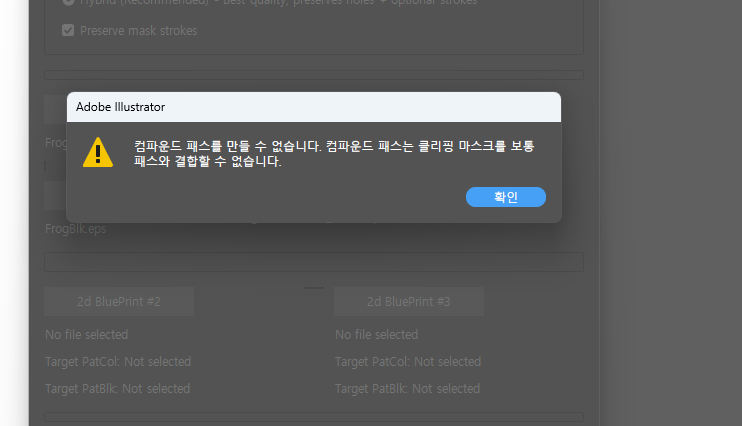 Hybrid (Recommended) - Best quality, preserves holes + optional strokes
Preserve mask strokes
Adobe Illustrator
컴파운드 패스를 만들 수 없습니다. 컴파운드 패스는 클리핑 마스크를 보통
패스와 결합할 수 없습니다.
확인
FrogBlk.eps
2d BluePrint #2
2d BluePrint #3
No file selected
No file selected
Target PatCol: Not selected
Target PatCol: Not selected
Target PatBlk: Not selected
Target PatBlk: Not selected